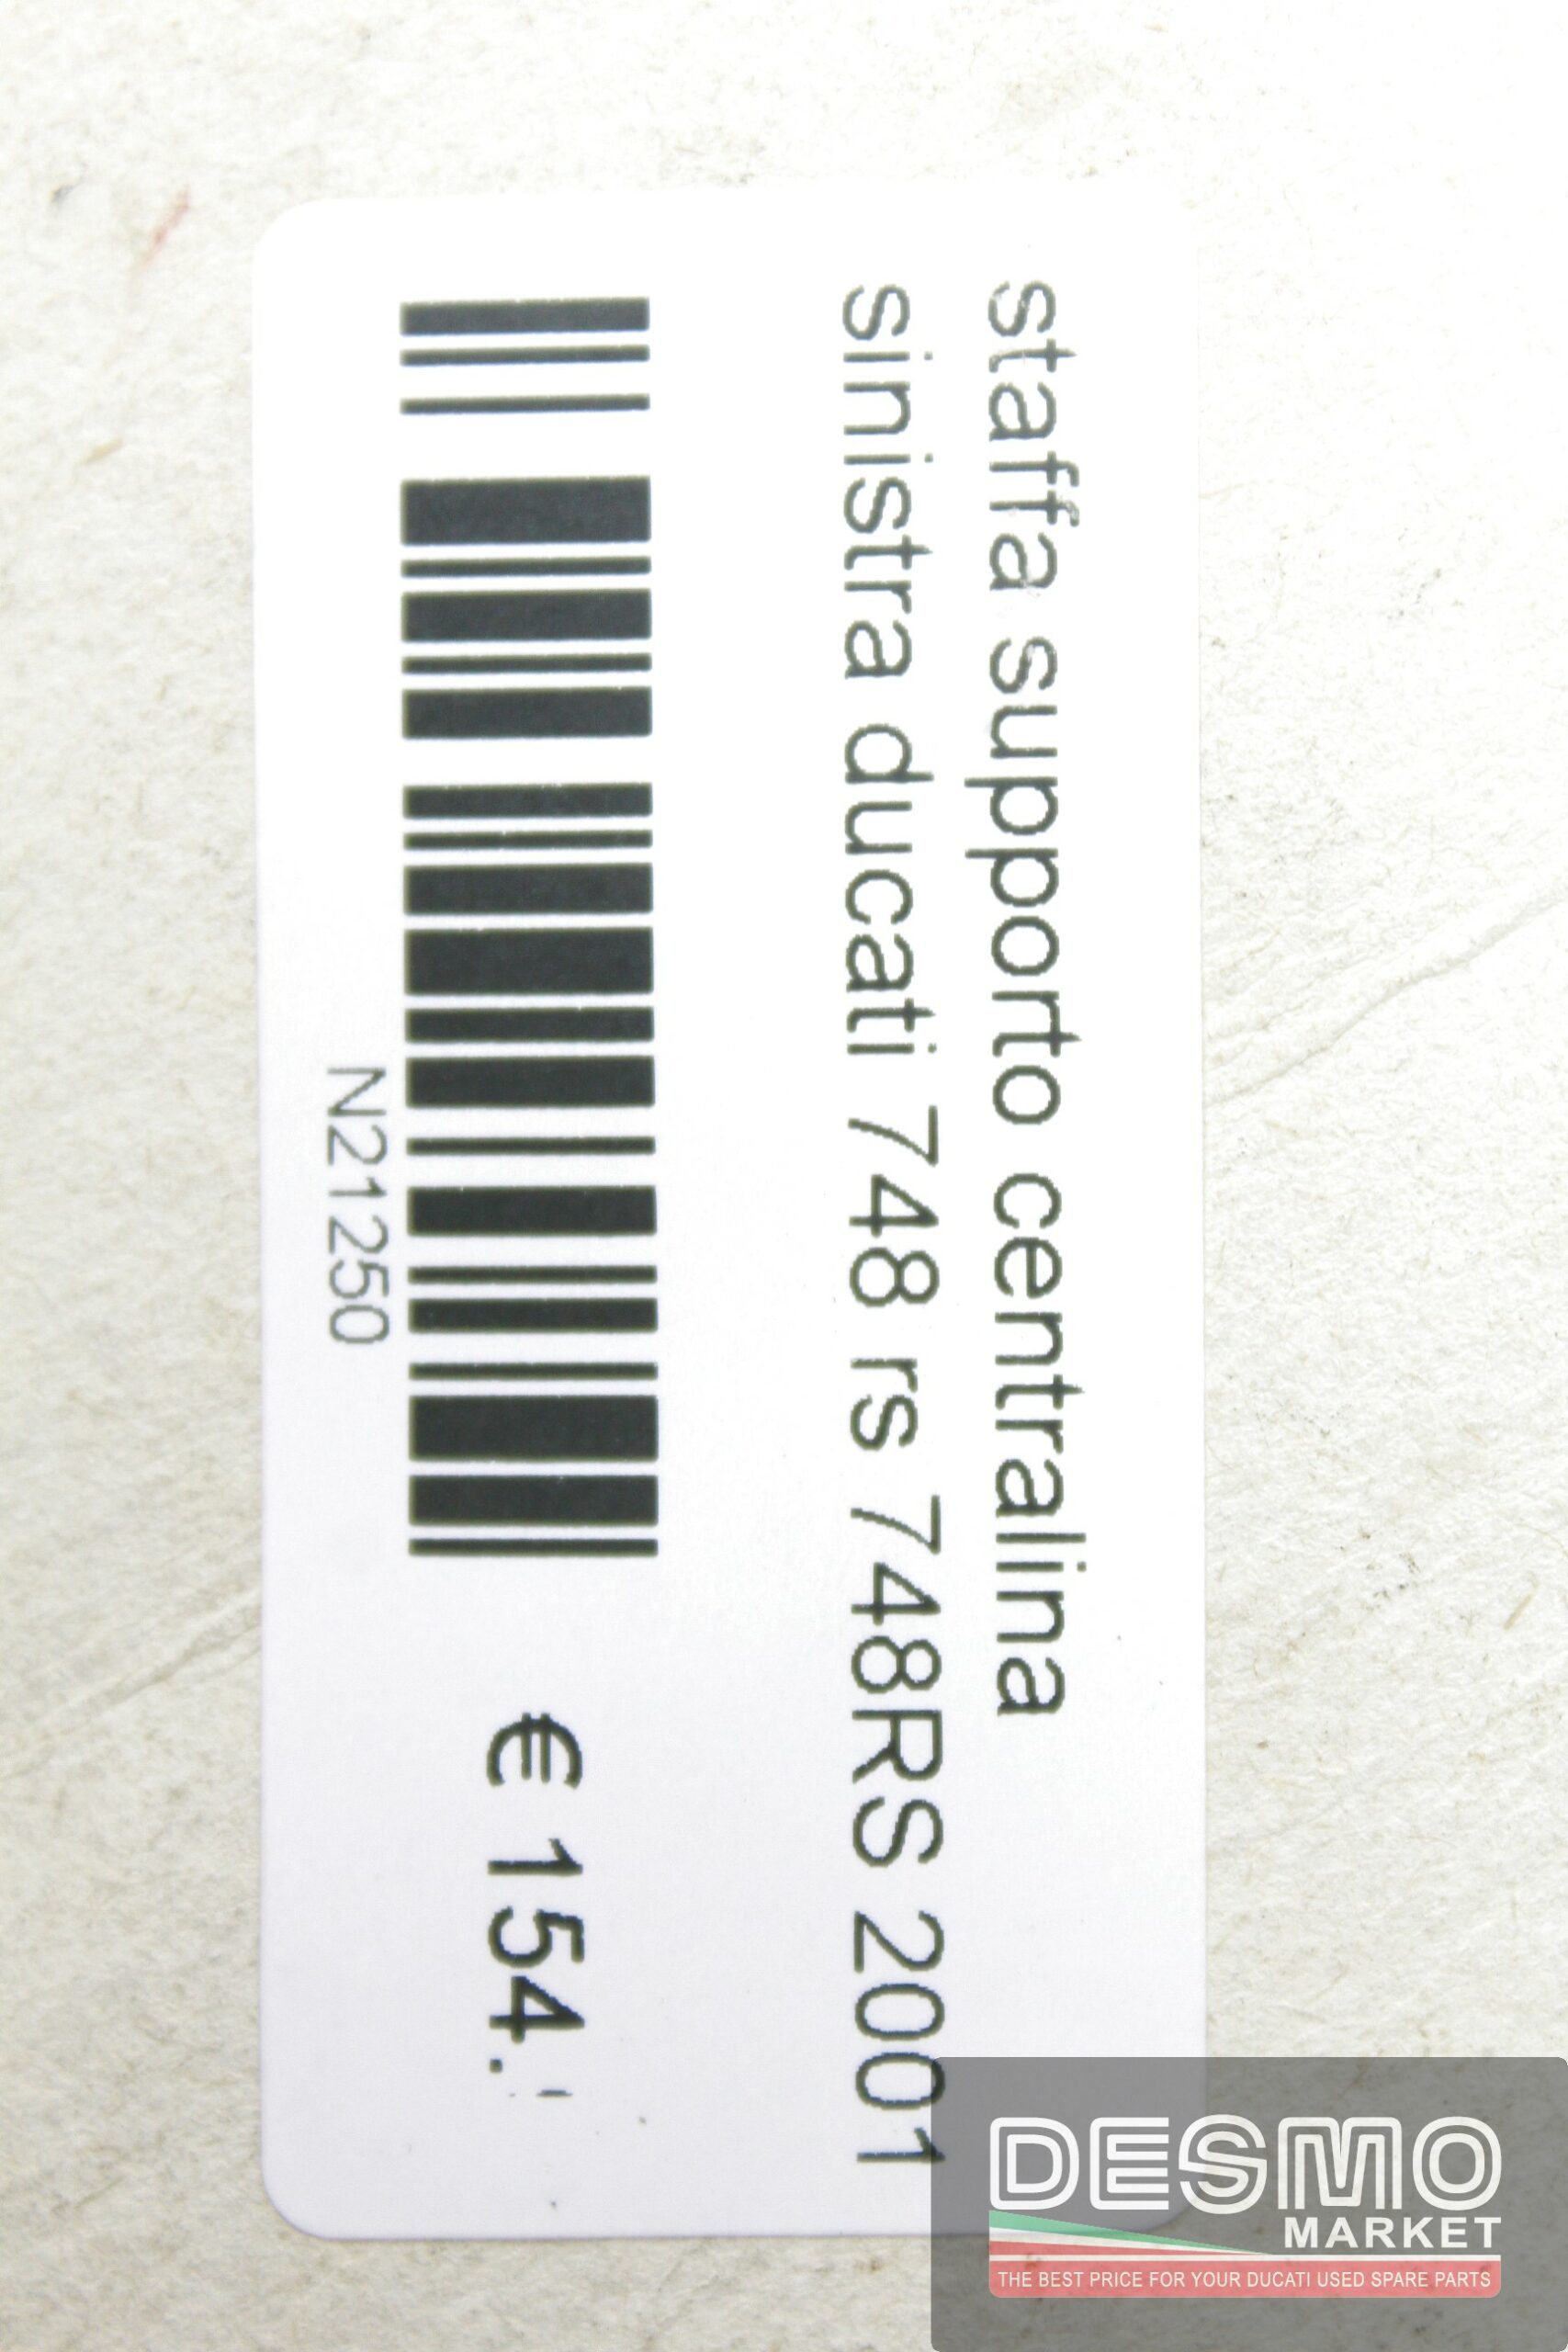 staffa supporto centralina
sinistra ducati 748 rs 748RS 2001
N21250
€ 154.
DESMO
MARKET
THE BEST PRICE FOR YOUR DUCATI USED SPARE PARTS